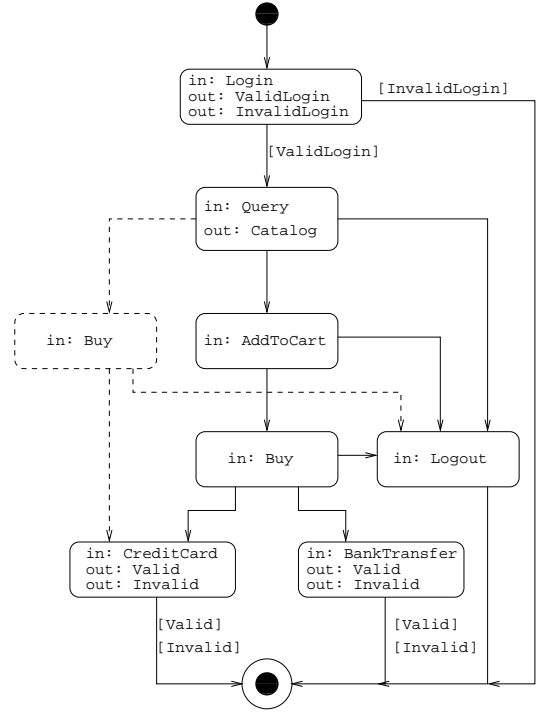 in: Login
out: ValidLogin
out: InvalidLogin
[InvalidLogin]
[ValidLogin]
in: Query
out: Catalog
in: Buy
in: AddToCart
in: Buy
in: Logout
in: CreditCard
out: Valid
out: Invalid
in: BankTransfer
out: Valid
out: Invalid
[Valid]
[Invalid]
[Valid]
[Invalid]